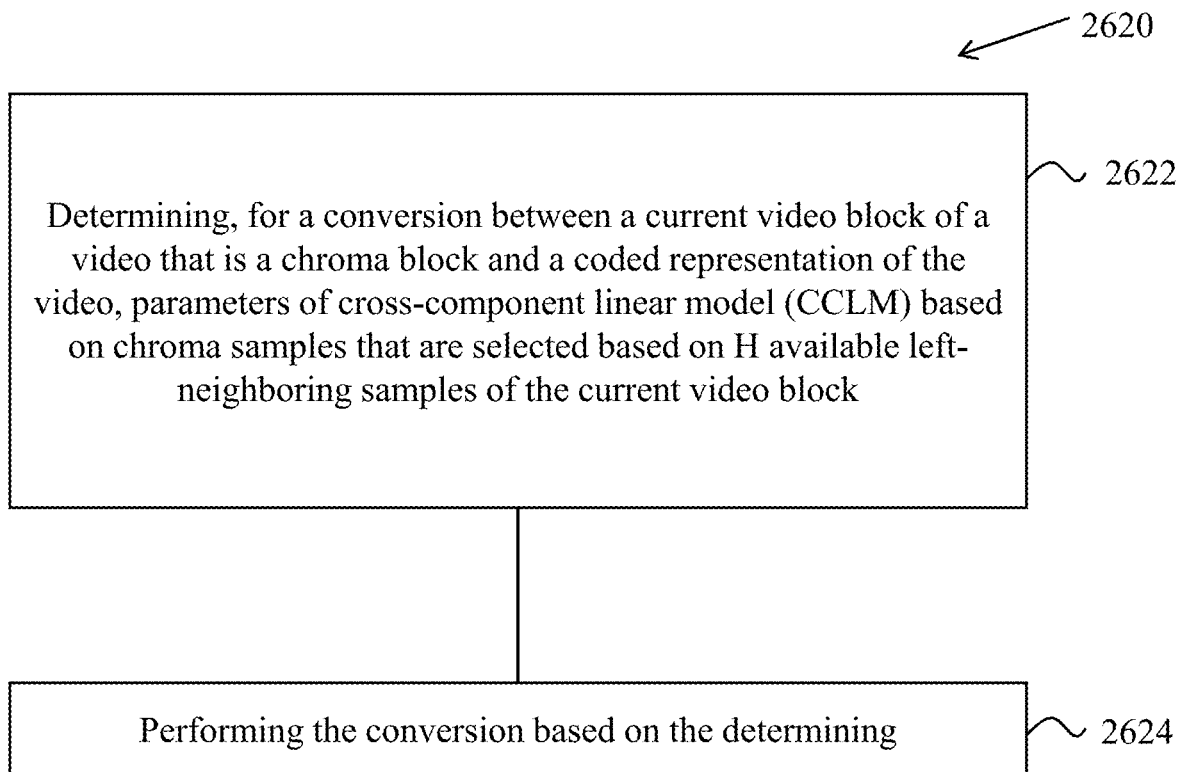 2620
2622
Determining, for a conversion between a current video block of a
video that is a chroma block and a coded representation of the
video, parameters of cross-component linear model (CCLM) based
on chroma samples that are selected based on H available left-
neighboring samples of the current video block
Performing the conversion based on the determining
2624